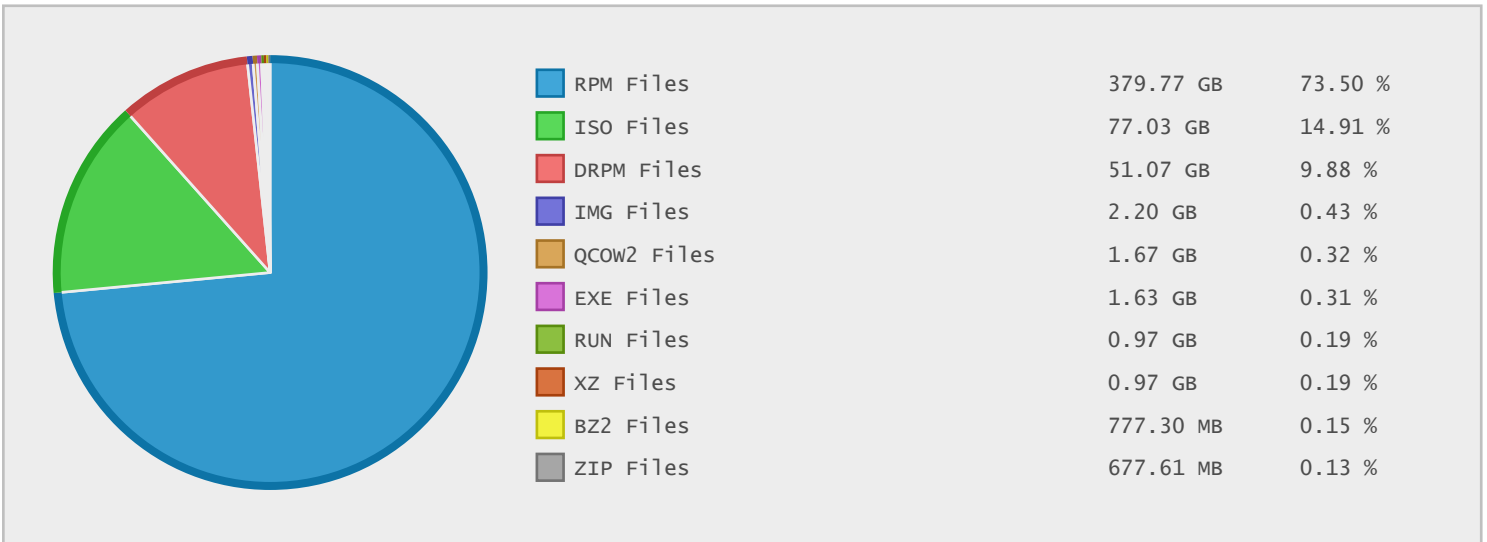 RPM Files 379.77 GB 73.50 %
ISO Files 77.03 GB 14.91 %
DRPM Files 51.07 GB 9.88 %
IMG Files 2.20 GB 0.43 %
QCOW2 Files 1.67 GB 0.32 %
EXE Files 1.63 GB 0.31 %
RUN Files 0.97 GB 0.19 %
XZ Files 0.97 GB 0.19 %
BZ2 Files 777.30 MB 0.15 %
ZIP Files 677.61 MB 0.13 %